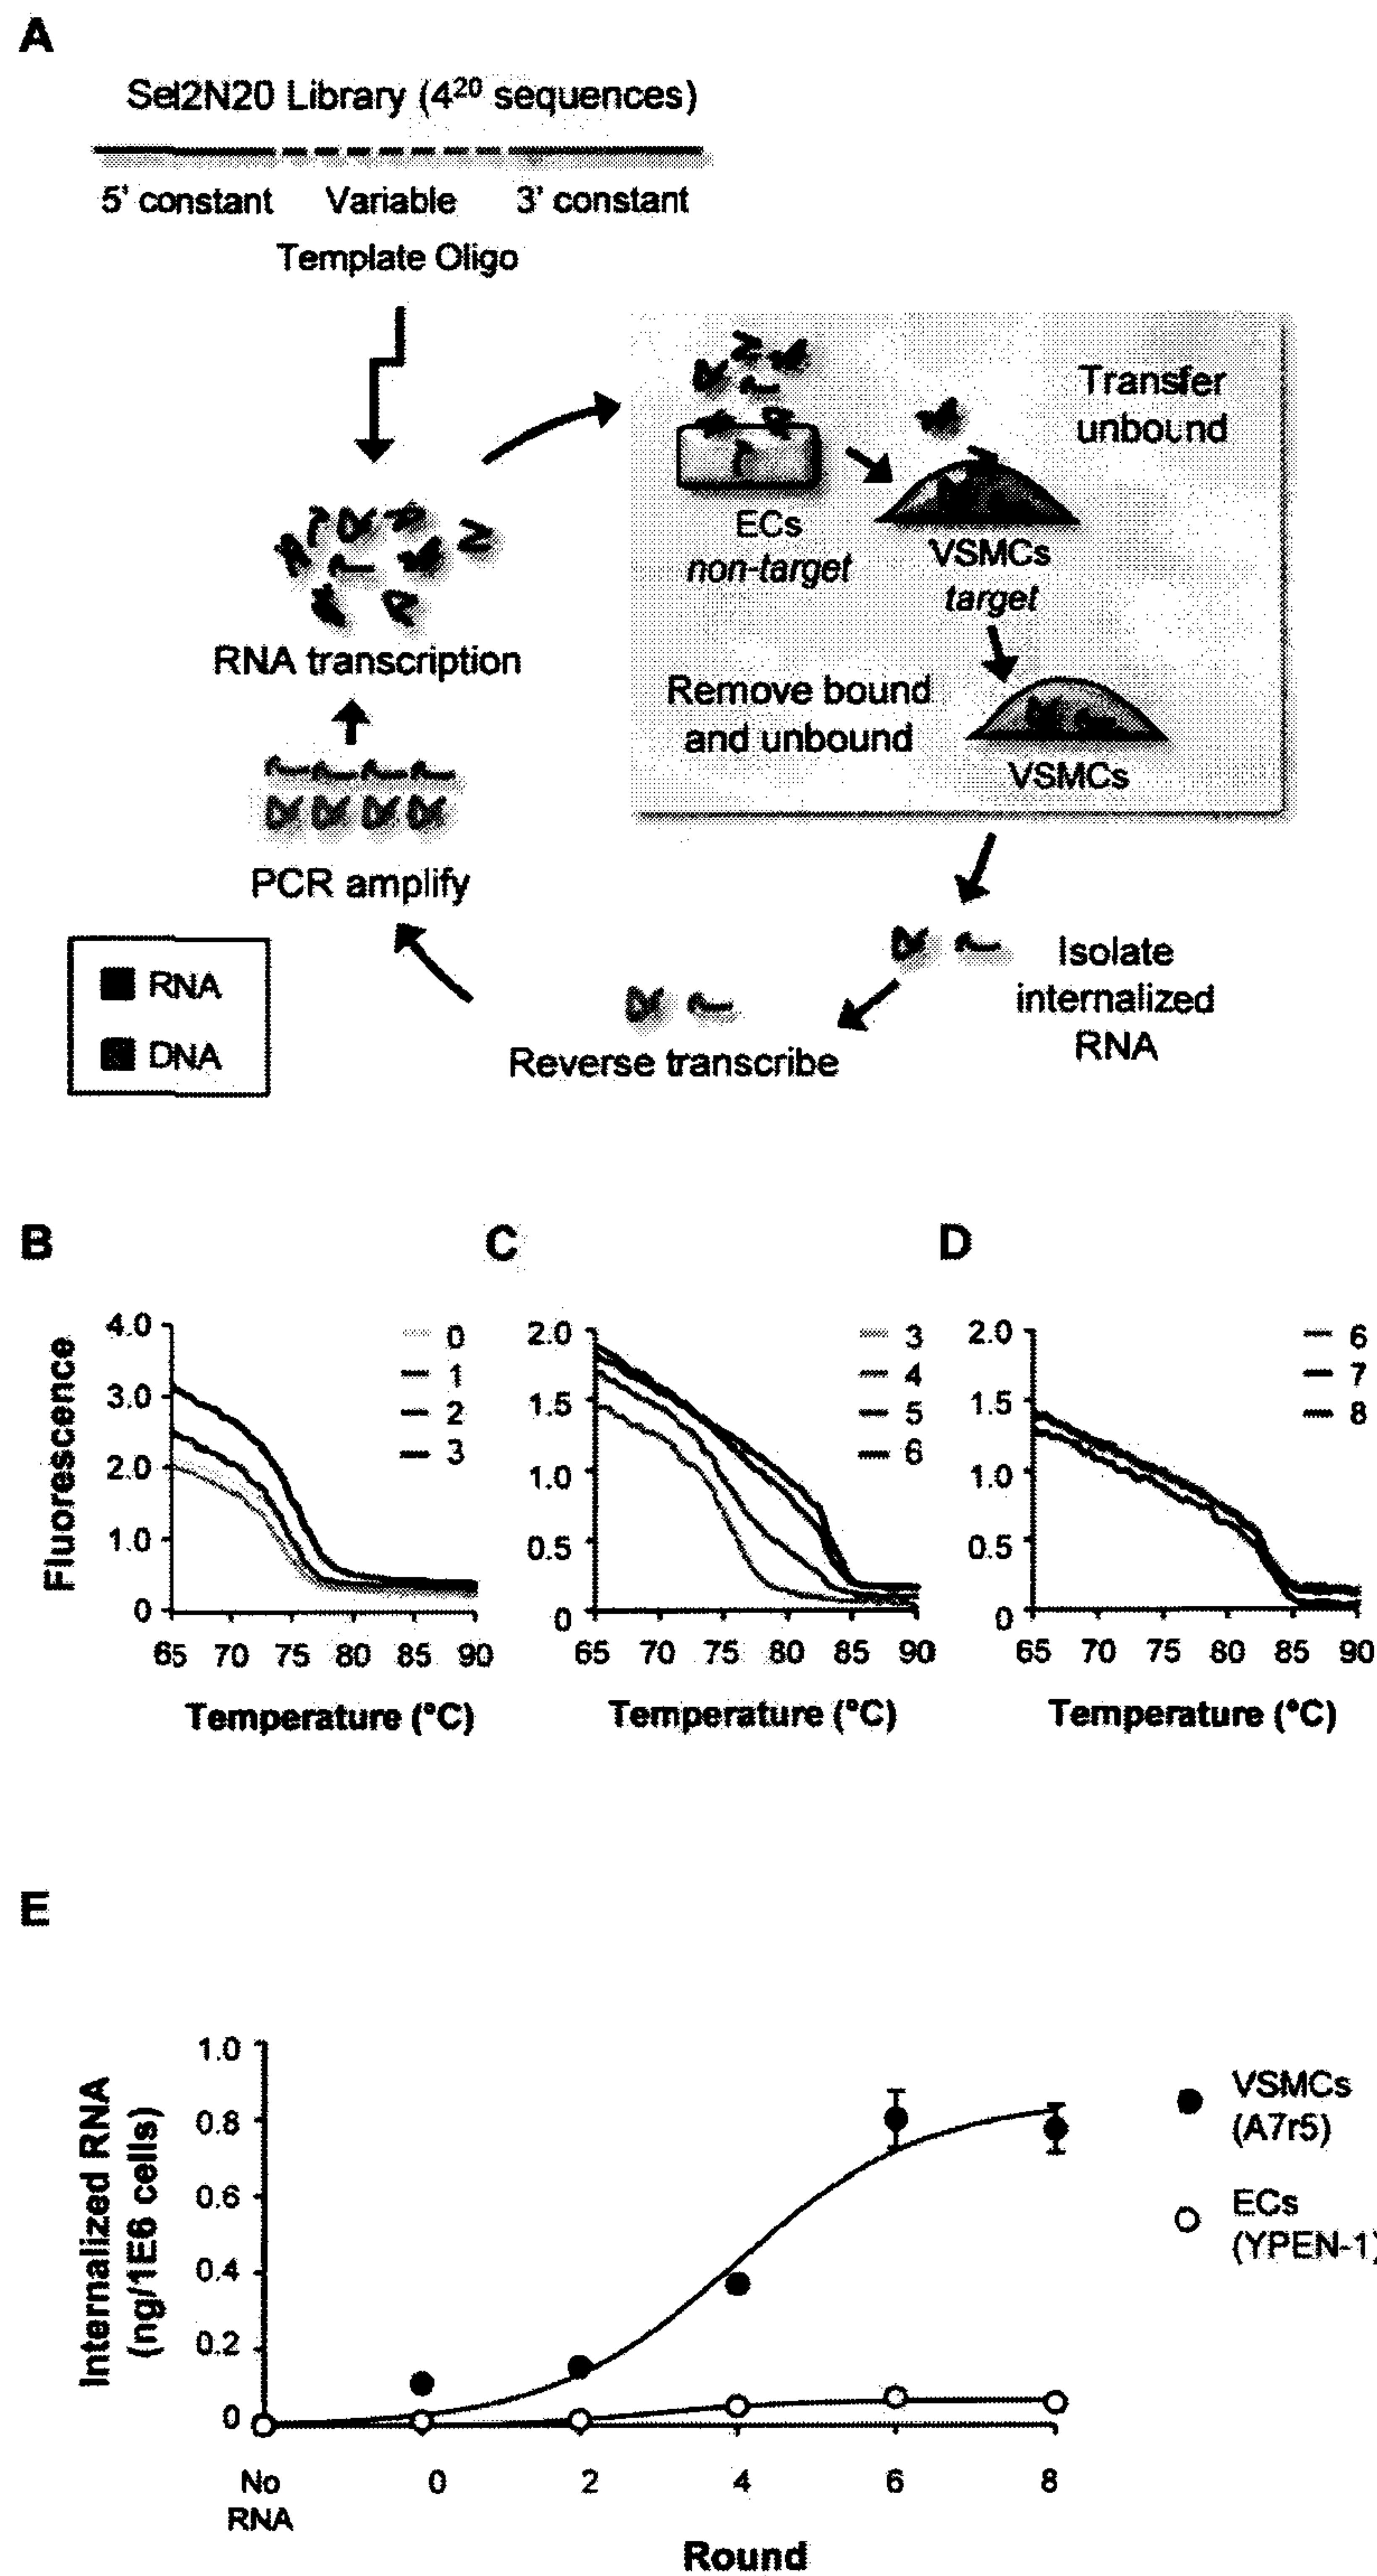 A
Sel2N20 Library (4²⁰ sequences)
5' constant Variable 3' constant
Template Oligo
Transfer
unbound
ECs
non-target
VSMCs
target
RNA transcription
Remove bound
and unbound
VSMCs
PCR amplify
RNA
DNA
Isolate
internalized
RNA
Reverse transcribe
B
Fluorescence
4.0
3.0
2.0
1.0
0
65 70 75 80 85 90
Temperature (°C)
0
1
2
3
C
2.0
1.5
1.0
0.5
0
65 70 75 80 85 90
Temperature (°C)
3
4
5
6
D
2.0
1.5
1.0
0.5
0
65 70 75 80 85 90
Temperature (°C)
6
7
8
E
Internalized RNA
(ng/1E6 cells)
1.0
0.8
0.6
0.4
0.2
0
No 0 2 4 6 8
RNA
Round
VSMCs
(A7r5)
ECs
(YPEN-1)